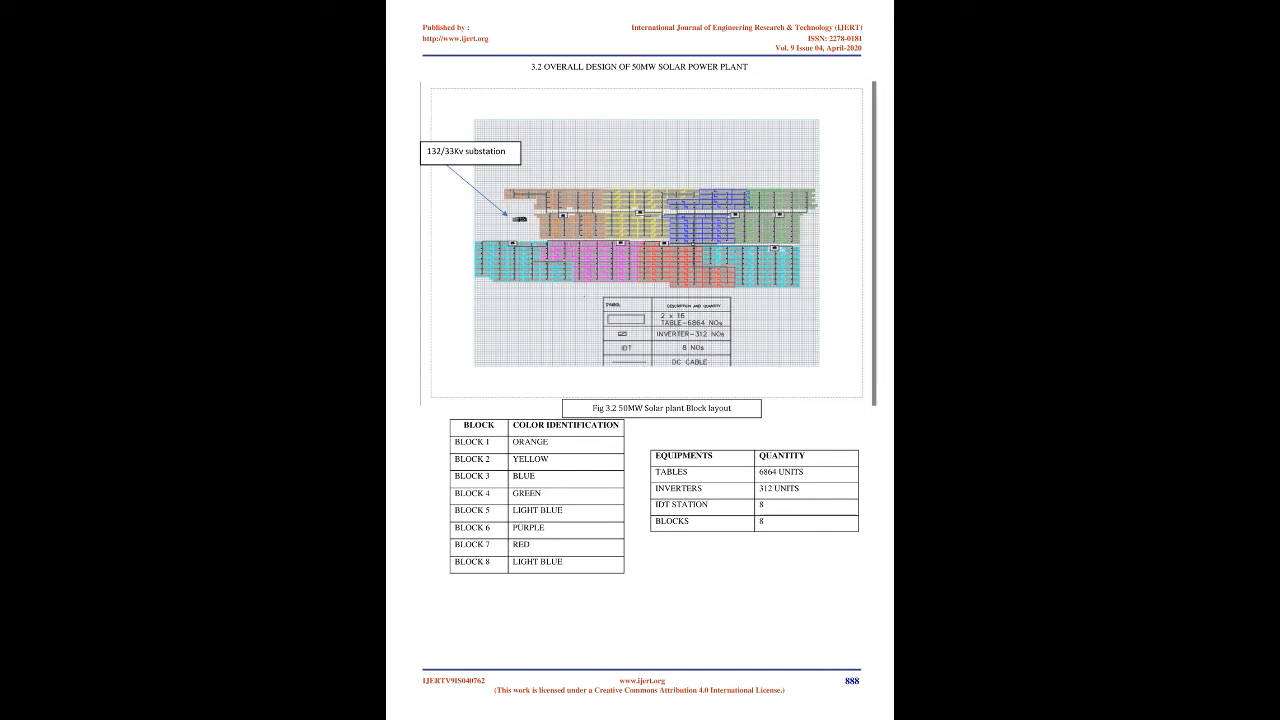 Published by :
International Journal of Engineering Research & Technology (IJERT)
http://www.ijert.org
ISSN: 2278-0181
Vol. 9 Issue 04, April-2020
3.2 OVERALL DESIGN OF 50MW SOLAR POWER PLANT
132/33Kv substation
SYMBOL DESCRIPTION AND QUANTITY
2 x 16
TABLE-6864 NOs
INVERTER-312 NOs
IDT 8 NOs
DC CABLE
Fig 3.2 50MW Solar plant Block layout
BLOCK COLOR IDENTIFICATION
BLOCK 1 ORANGE
BLOCK 2 YELLOW
BLOCK 3 BLUE
BLOCK 4 GREEN
BLOCK 5 LIGHT BLUE
BLOCK 6 PURPLE
BLOCK 7 RED
BLOCK 8 LIGHT BLUE
EQUIPMENTS QUANTITY
TABLES 6864 UNITS
INVERTERS 312 UNITS
IDT STATION 8
BLOCKS 8
IJERTV9IS040762
www.ijert.org
888
(This work is licensed under a Creative Commons Attribution 4.0 International License.)